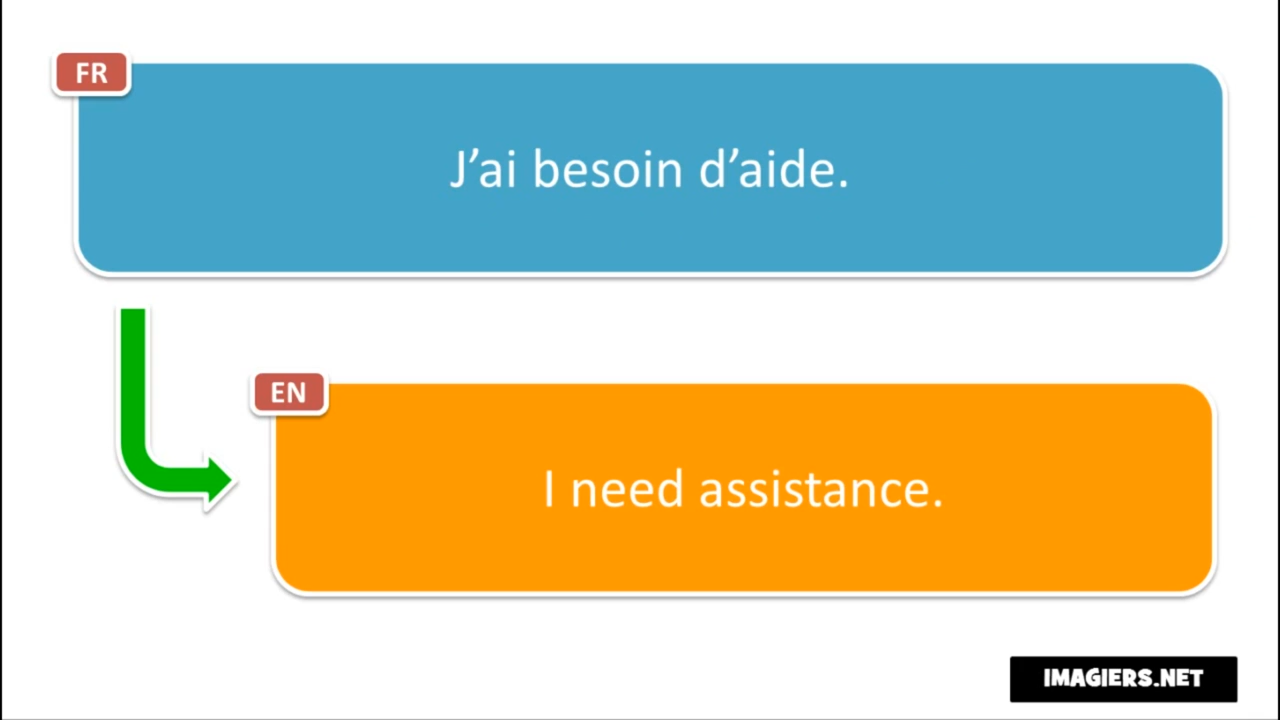 FR
J’ai besoin d’aide.
EN
I need assistance.
IMAGIERS.NET